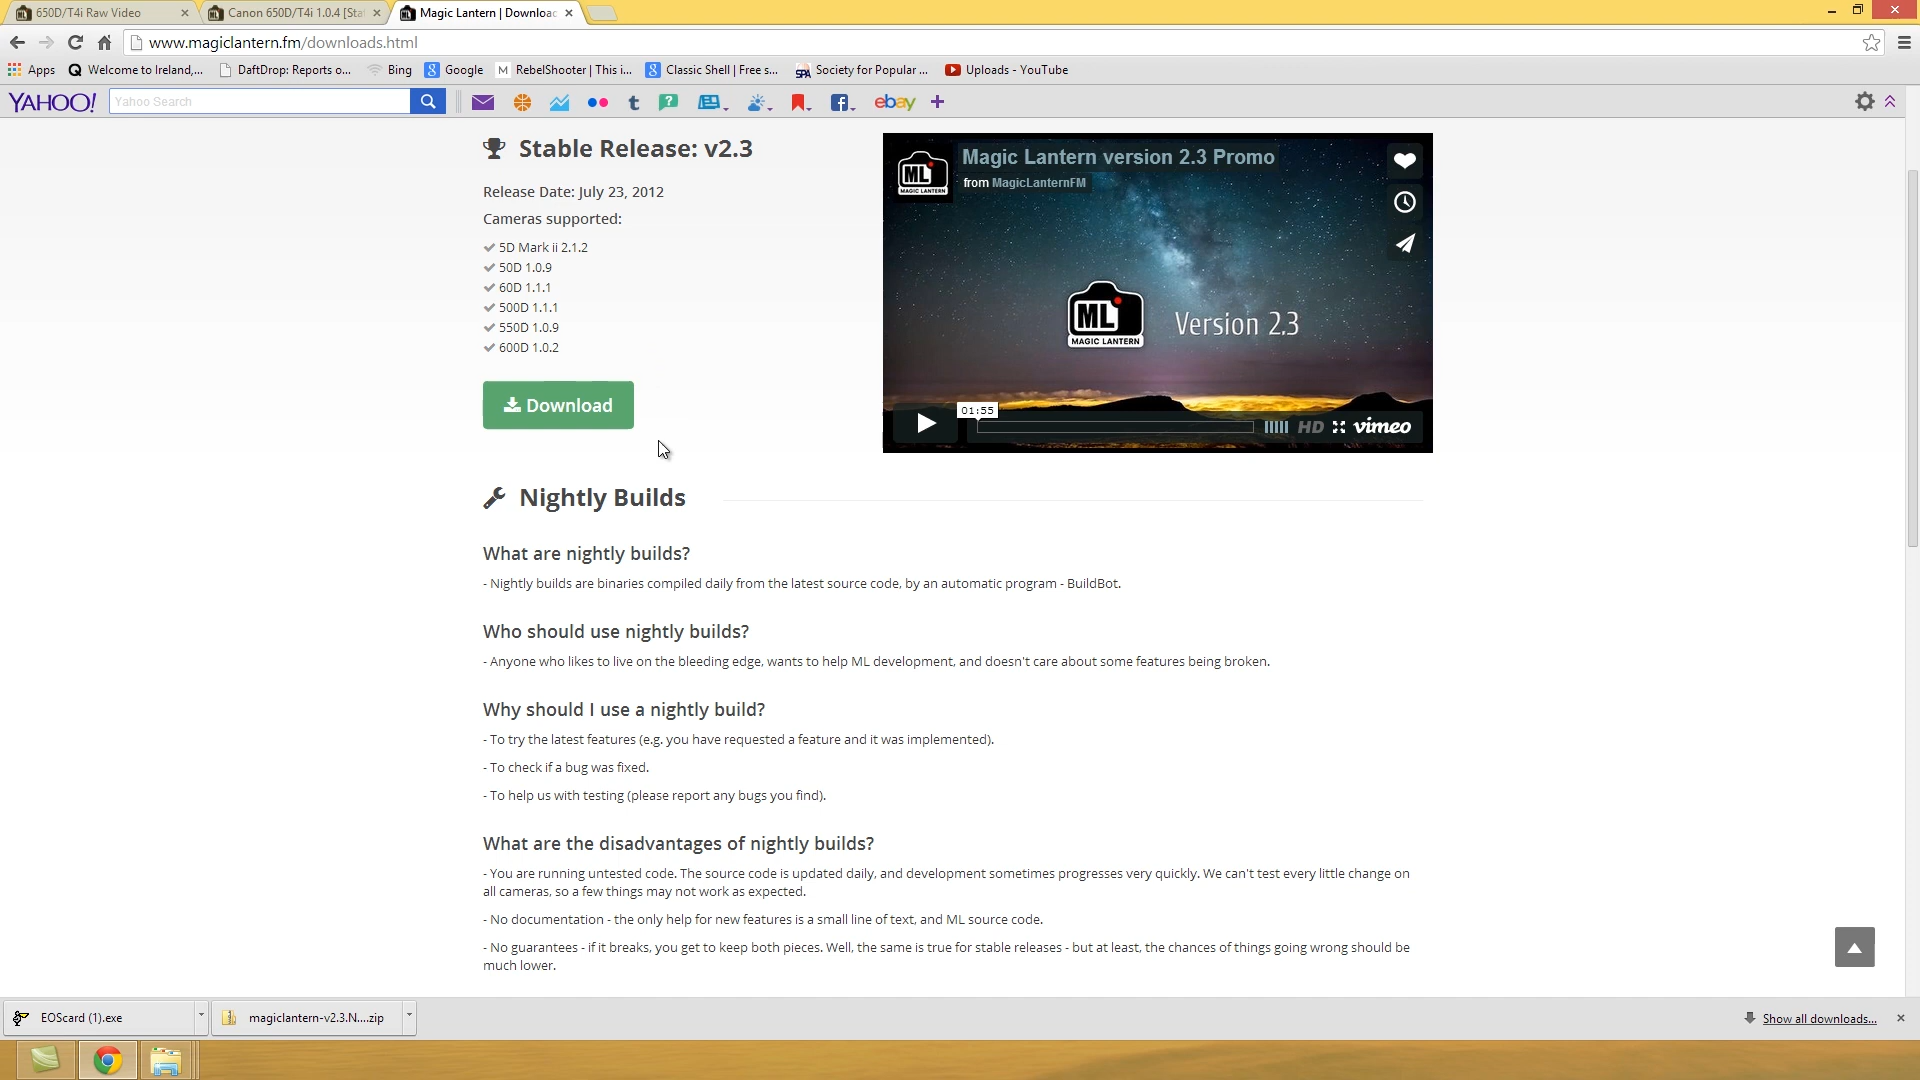 650D/T4i Raw Video
Canon 650D/T4i 1.0.4 [Sta
Magic Lantern | Downloac
www.magiclantern.fm/downloads.html
Apps
Welcome to Ireland,...
DaftDrop: Reports o...
Bing
Google
RebelShooter | This i...
Classic Shell | Free s...
Society for Popular ...
Uploads - YouTube
YAHOO!
Yahoo Search
ebay
Stable Release: v2.3
Release Date: July 23, 2012
Cameras supported:
5D Mark ii 2.1.2
50D 1.0.9
60D 1.1.1
500D 1.1.1
550D 1.0.9
600D 1.0.2
Download
ML
MAGIC LANTERN
Magic Lantern version 2.3 Promo
from MagicLanternFM
ML
MAGIC LANTERN
Version 2.3
01:55
HD
vimeo
Nightly Builds
What are nightly builds?
- Nightly builds are binaries compiled daily from the latest source code, by an automatic program - BuildBot.
Who should use nightly builds?
- Anyone who likes to live on the bleeding edge, wants to help ML development, and doesn't care about some features being broken.
Why should I use a nightly build?
- To try the latest features (e.g. you have requested a feature and it was implemented).
- To check if a bug was fixed.
- To help us with testing (please report any bugs you find).
What are the disadvantages of nightly builds?
- You are running untested code. The source code is updated daily, and development sometimes progresses very quickly. We can't test every little change on
all cameras, so a few things may not work as expected.
- No documentation - the only help for new features is a small line of text, and ML source code.
- No guarantees - if it breaks, you get to keep both pieces. Well, the same is true for stable releases - but at least, the chances of things going wrong should be
much lower.
EOScard (1).exe
magiclantern-v2.3.N....zip
Show all downloads...